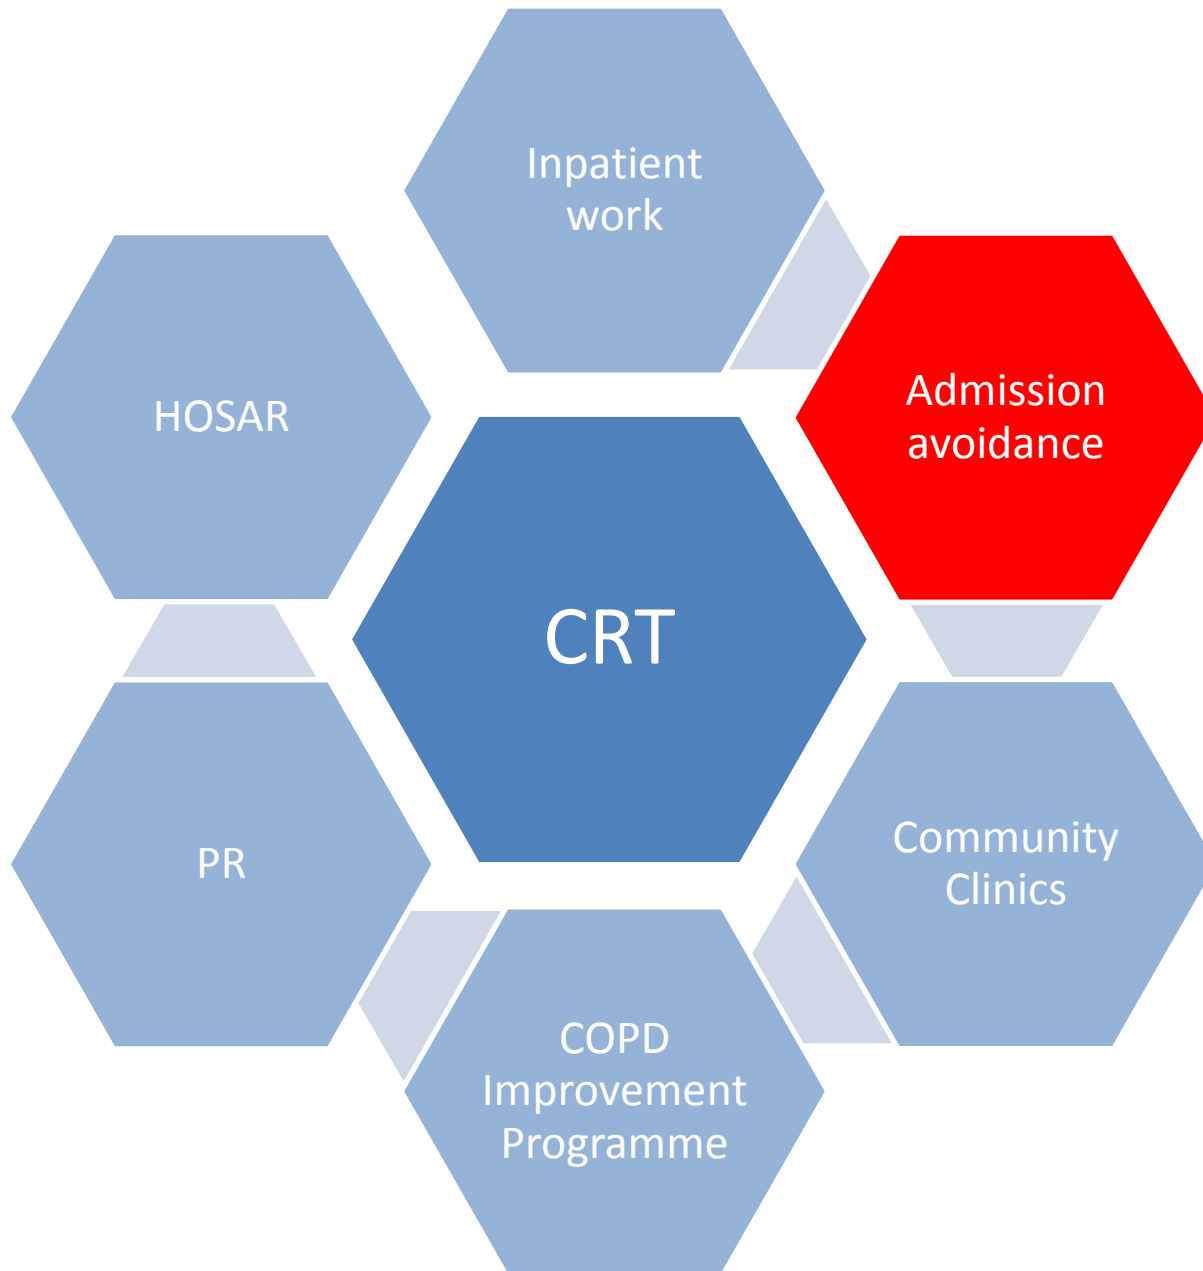 Inpatient
work
Admission
avoidance
HOSAR
CRT
PR
Community
Clinics
COPD
Improvement
Programme